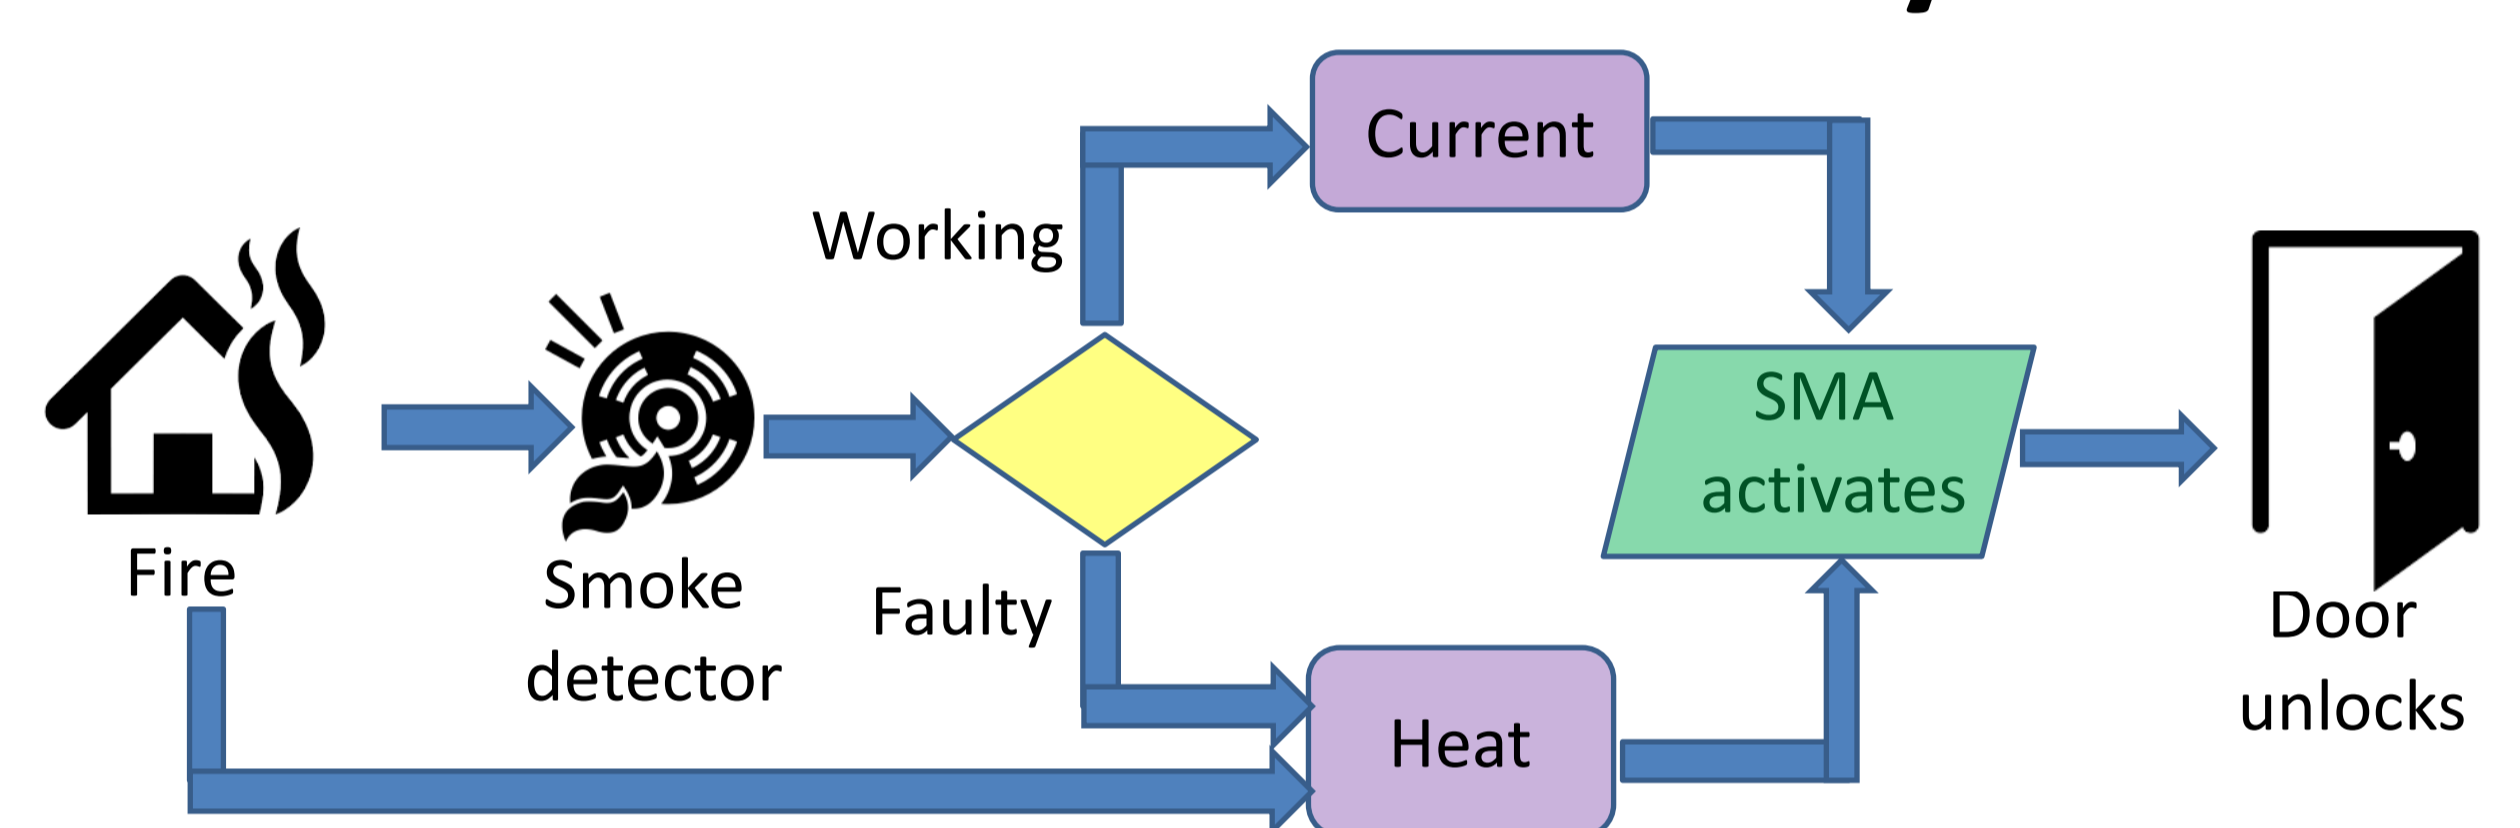 Current
Working
SMA
activates
Fire
Smoke
detector
Faulty
Door
unlocks
Heat